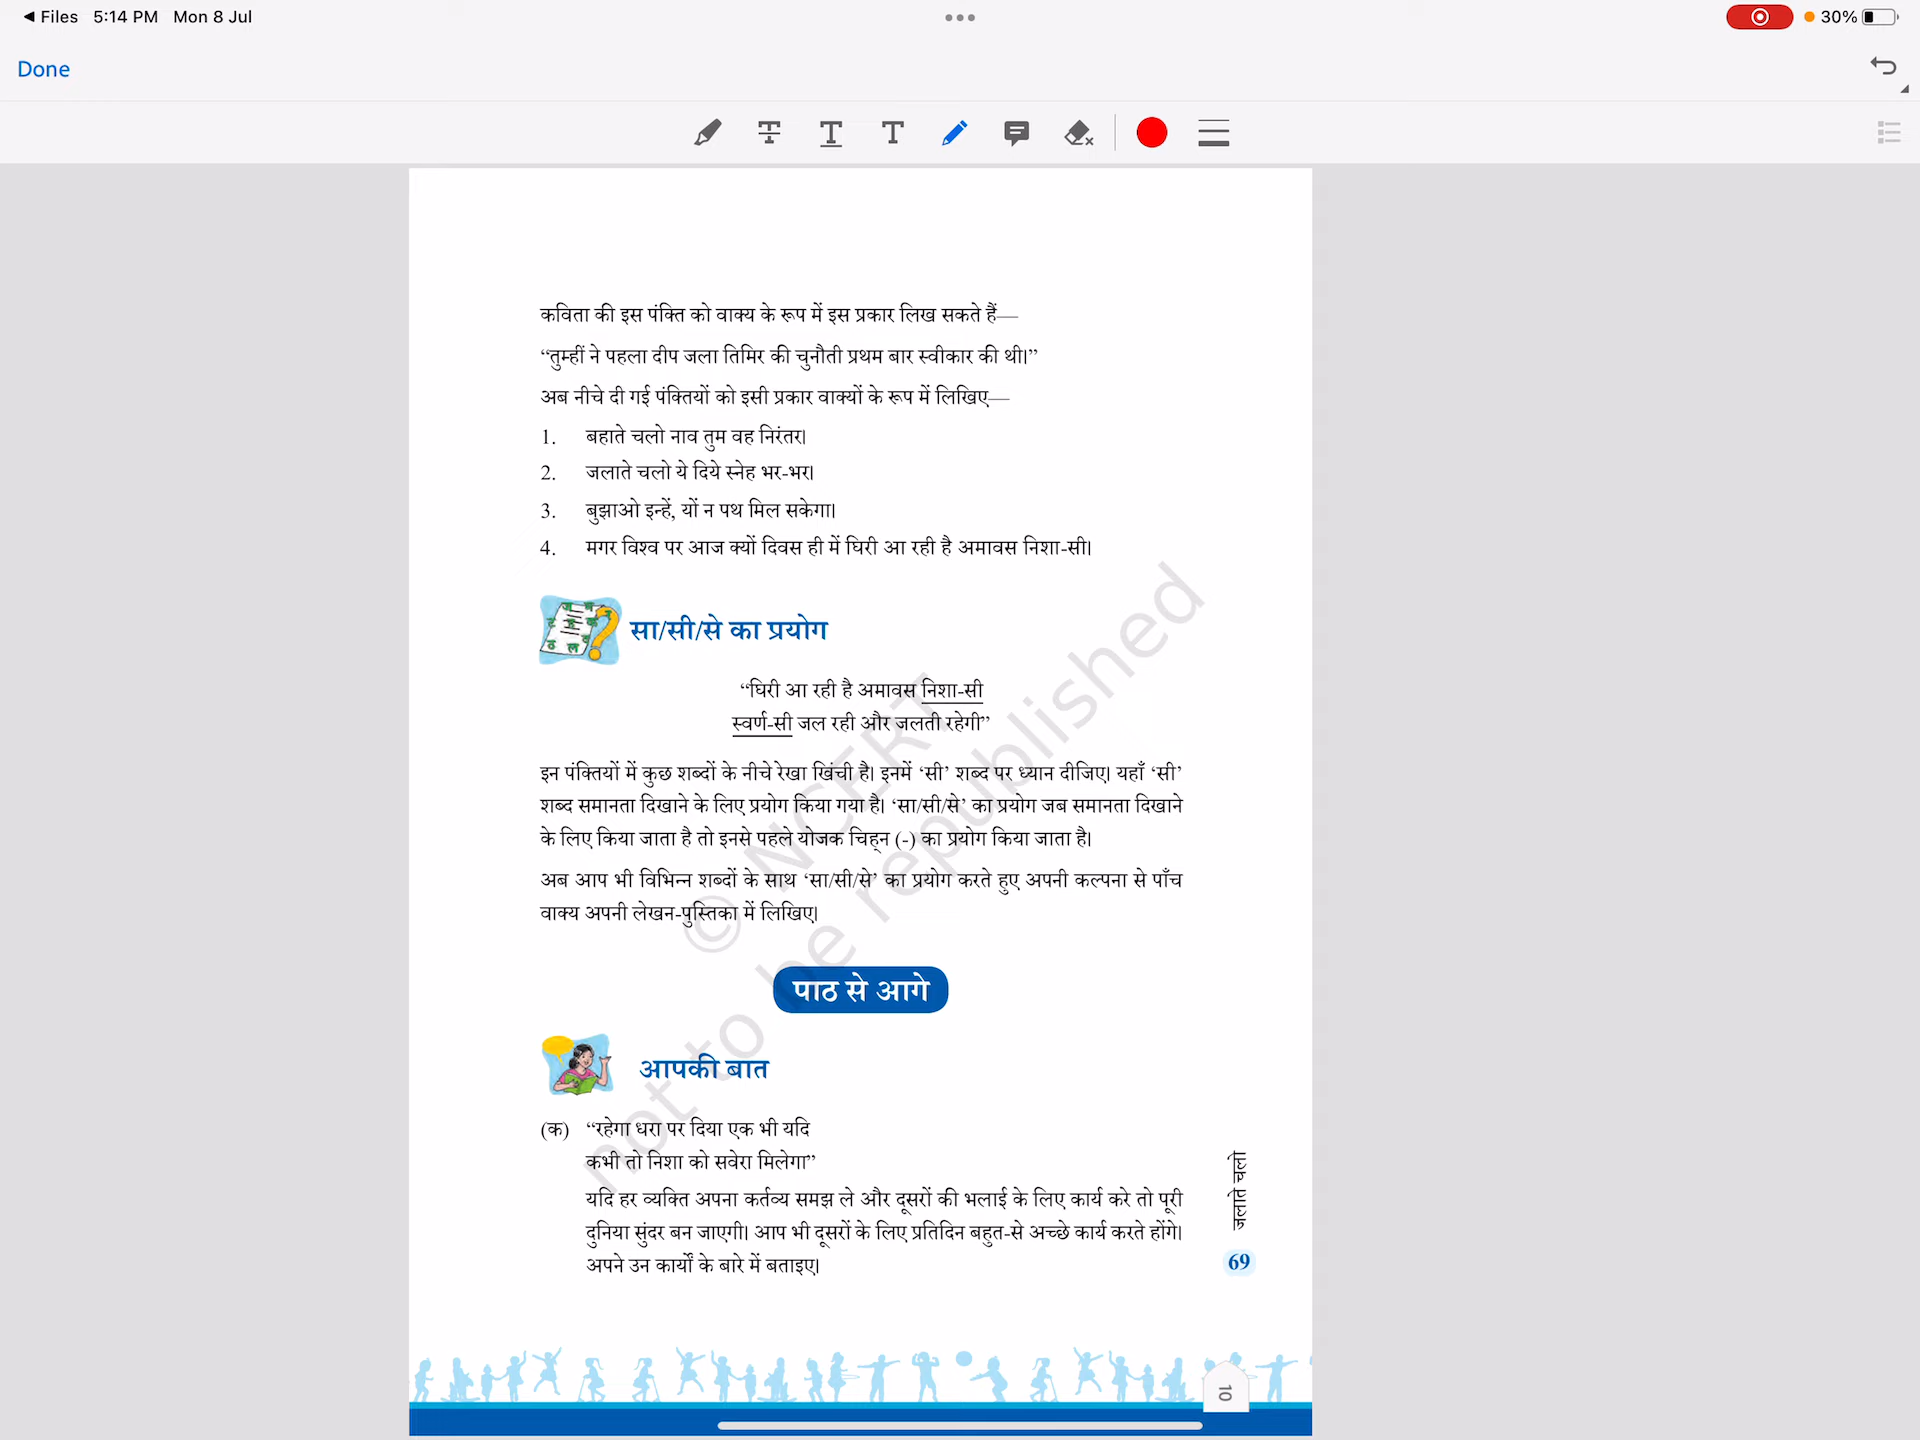 ◀ Files 5:14 PM Mon 8 Jul
30%
Done
कविता की इस पंक्ति को वाक्य के रूप में इस प्रकार लिख सकते हैं—
“तुम्हीं ने पहला दीप जला तिमिर की चुनौती प्रथम बार स्वीकार की थी।”
अब नीचे दी गई पंक्तियों को इसी प्रकार वाक्यों के रूप में लिखिए—
1. बहाते चलो नाव तुम वह निरंतर।
2. जलाते चलो ये दिये स्नेह भर-भर।
3. बुझाओ इन्हें, यों न पथ मिल सकेगा।
4. मगर विश्व पर आज क्यों दिवस ही में घिरी आ रही है अमावस निशा-सी।
सा/सी/से का प्रयोग
“घिरी आ रही है अमावस निशा-सी
स्वर्ण-सी जल रही और जलती रहेगी”
इन पंक्तियों में कुछ शब्दों के नीचे रेखा खिंची है। इनमें ‘सी’ शब्द पर ध्यान दीजिए। यहाँ ‘सी’
शब्द समानता दिखाने के लिए प्रयोग किया गया है। ‘सा/सी/से’ का प्रयोग जब समानता दिखाने
के लिए किया जाता है तो इनसे पहले योजक चिह्न (-) का प्रयोग किया जाता है।
अब आप भी विभिन्न शब्दों के साथ ‘सा/सी/से’ का प्रयोग करते हुए अपनी कल्पना से पाँच
वाक्य अपनी लेखन-पुस्तिका में लिखिए।
पाठ से आगे
आपकी बात
(क) “रहेगा धरा पर दिया एक भी यदि
कभी तो निशा को सवेरा मिलेगा”
यदि हर व्यक्ति अपना कर्तव्य समझ ले और दूसरों की भलाई के लिए कार्य करे तो पूरी
दुनिया सुंदर बन जाएगी। आप भी दूसरों के लिए प्रतिदिन बहुत-से अच्छे कार्य करते होंगे।
अपने उन कार्यों के बारे में बताइए।
जलाते चलो
69
10
© NCERT
not to be republished